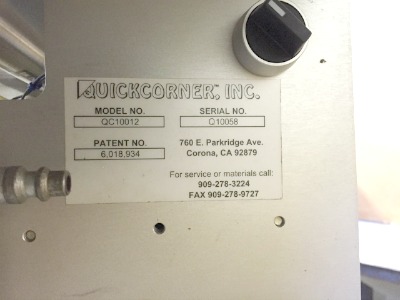 QUICKCORNER, INC.
MODEL NO. SERIAL NO.
QC10012 Q10058
PATENT NO. 760 E. Parkridge Ave.
6,018,934 Corona, CA 92879
For service or materials call:
909-278-3224
FAX 909-278-9727